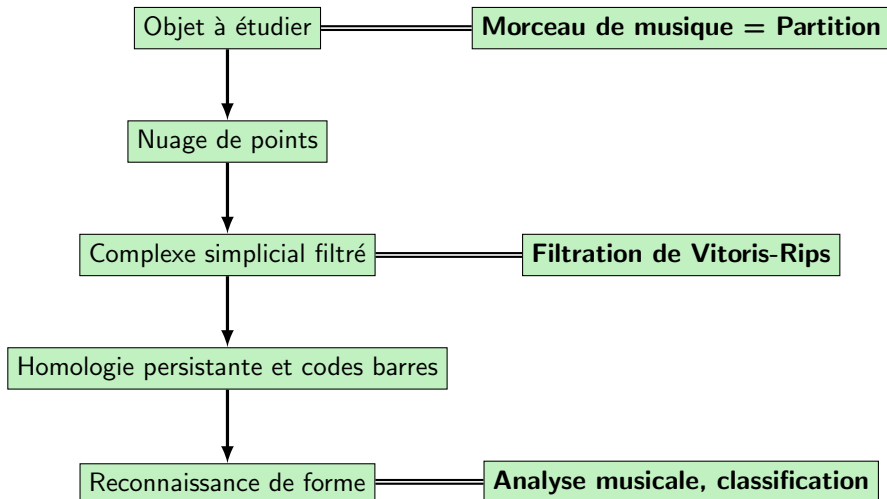 Objet à étudier
Morceau de musique = Partition
Nuage de points
Complexe simplicial filtré
Filtration de Vitoris-Rips
Homologie persistante et codes barres
Reconnaissance de forme
Analyse musicale, classification